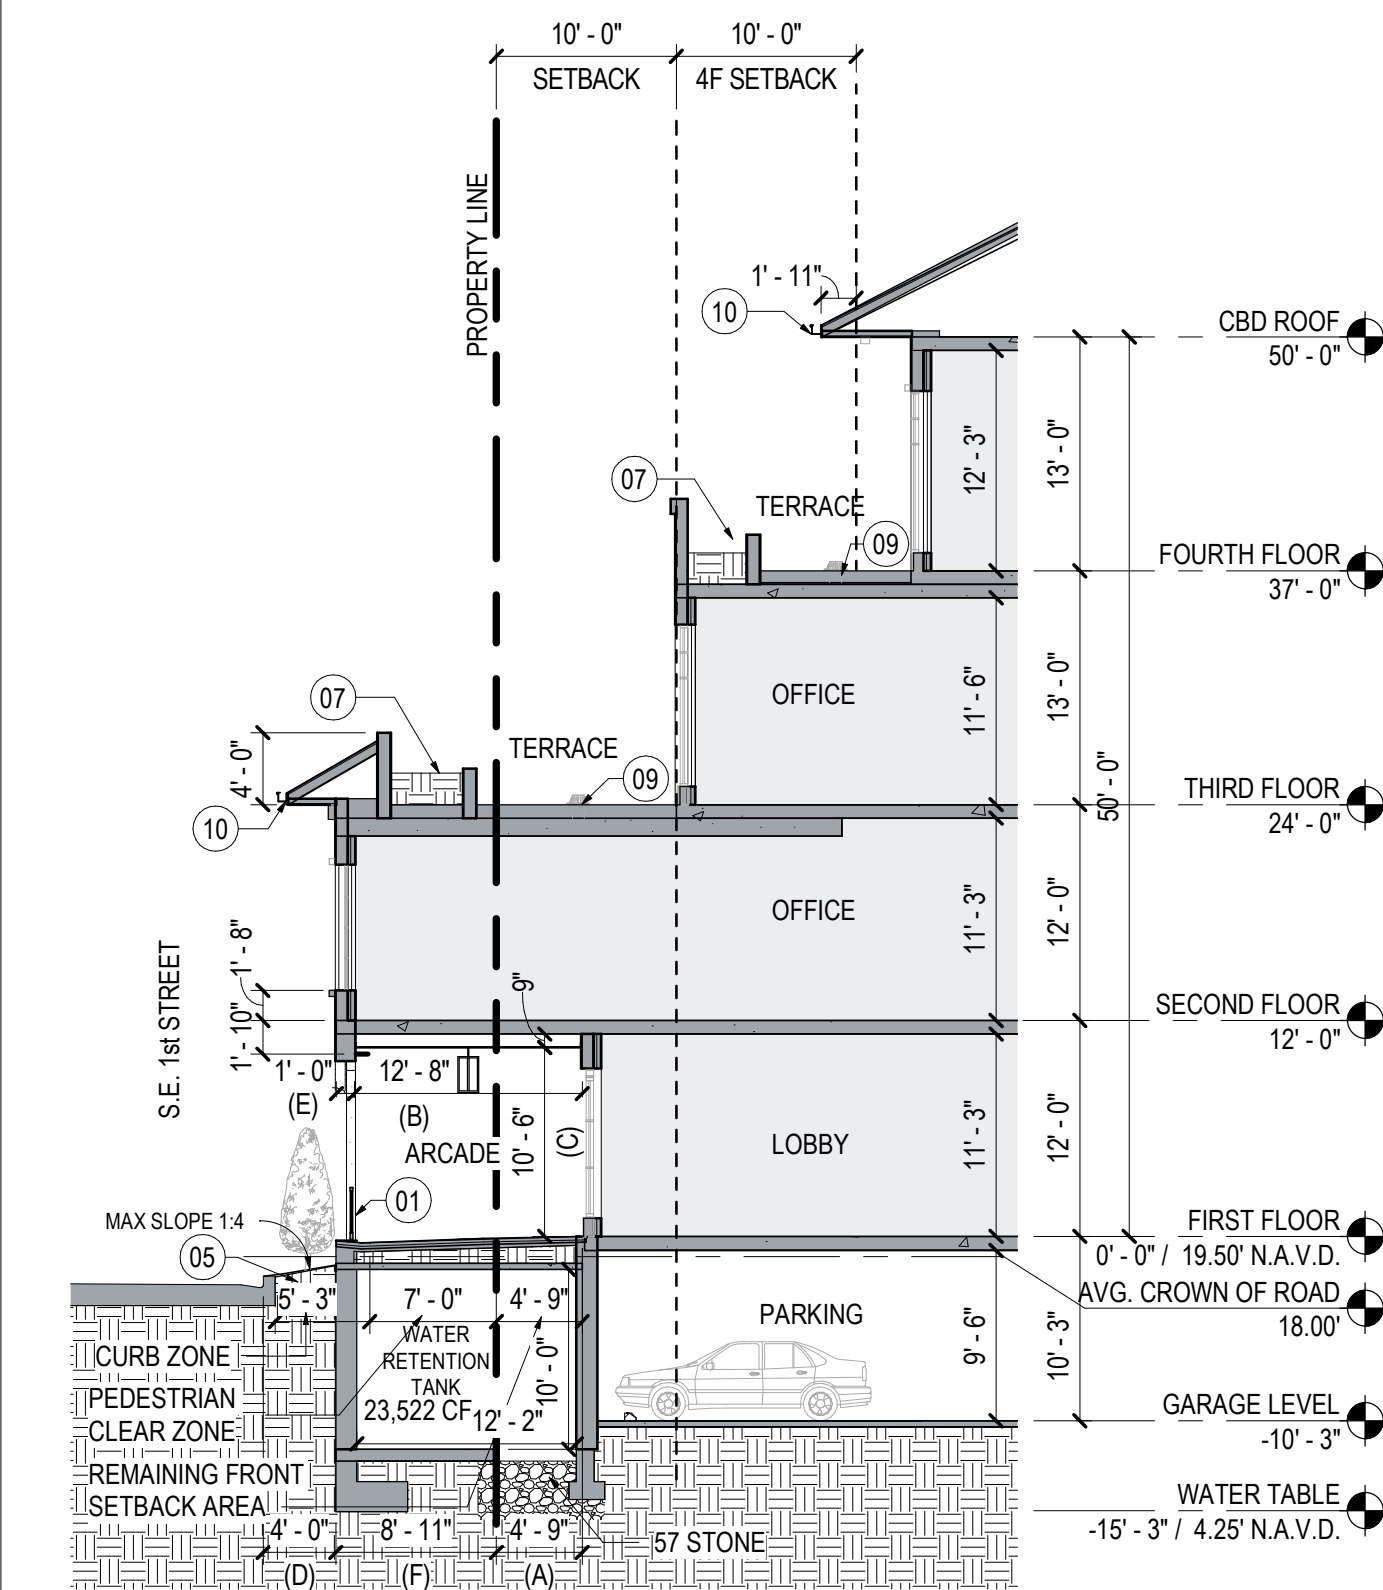 10' - 0" 10' - 0"
SETBACK 4F SETBACK
PROPERTY LINE
1' - 11"
10
CBD ROOF
50' - 0"
12' - 3"
13' - 0"
07
TERRACE
09
FOURTH FLOOR
37' - 0"
OFFICE
11' - 6"
13' - 0"
07
4' - 0"
TERRACE
09
10
50' - 0"
THIRD FLOOR
24' - 0"
OFFICE
11' - 3"
12' - 0"
S.E. 1st STREET
1' - 8"
1' - 10"
9"
SECOND FLOOR
12' - 0"
1' - 0" 12' - 8"
(E) (B)
ARCADE
10' - 6"
(C)
LOBBY
11' - 3"
12' - 0"
01
MAX SLOPE 1:4
05
FIRST FLOOR
0' - 0" / 19.50' N.A.V.D.
AVG. CROWN OF ROAD
18.00'
5' - 3" 7' - 0" 4' - 9"
PARKING
9' - 6"
10' - 3"
WATER
RETENTION
TANK
23,522 CF
10' - 0"
12' - 2"
CURB ZONE
PEDESTRIAN
CLEAR ZONE
REMAINING FRONT
SETBACK AREA
GARAGE LEVEL
-10' - 3"
WATER TABLE
-15' - 3" / 4.25' N.A.V.D.
57 STONE
4' - 0" 8' - 11" 4' - 9"
(D) (F) (A)